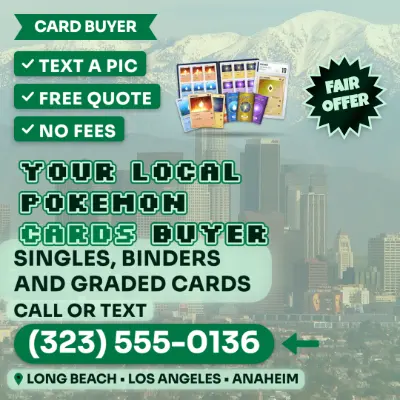 CARD BUYER
✓ TEXT A PIC
✓ FREE QUOTE
✓ NO FEES
FAIR
OFFER
YOUR LOCAL
POKEMON
CARDS BUYER
SINGLES, BINDERS
AND GRADED CARDS
CALL OR TEXT
(323) 555-0136
LONG BEACH • LOS ANGELES • ANAHEIM